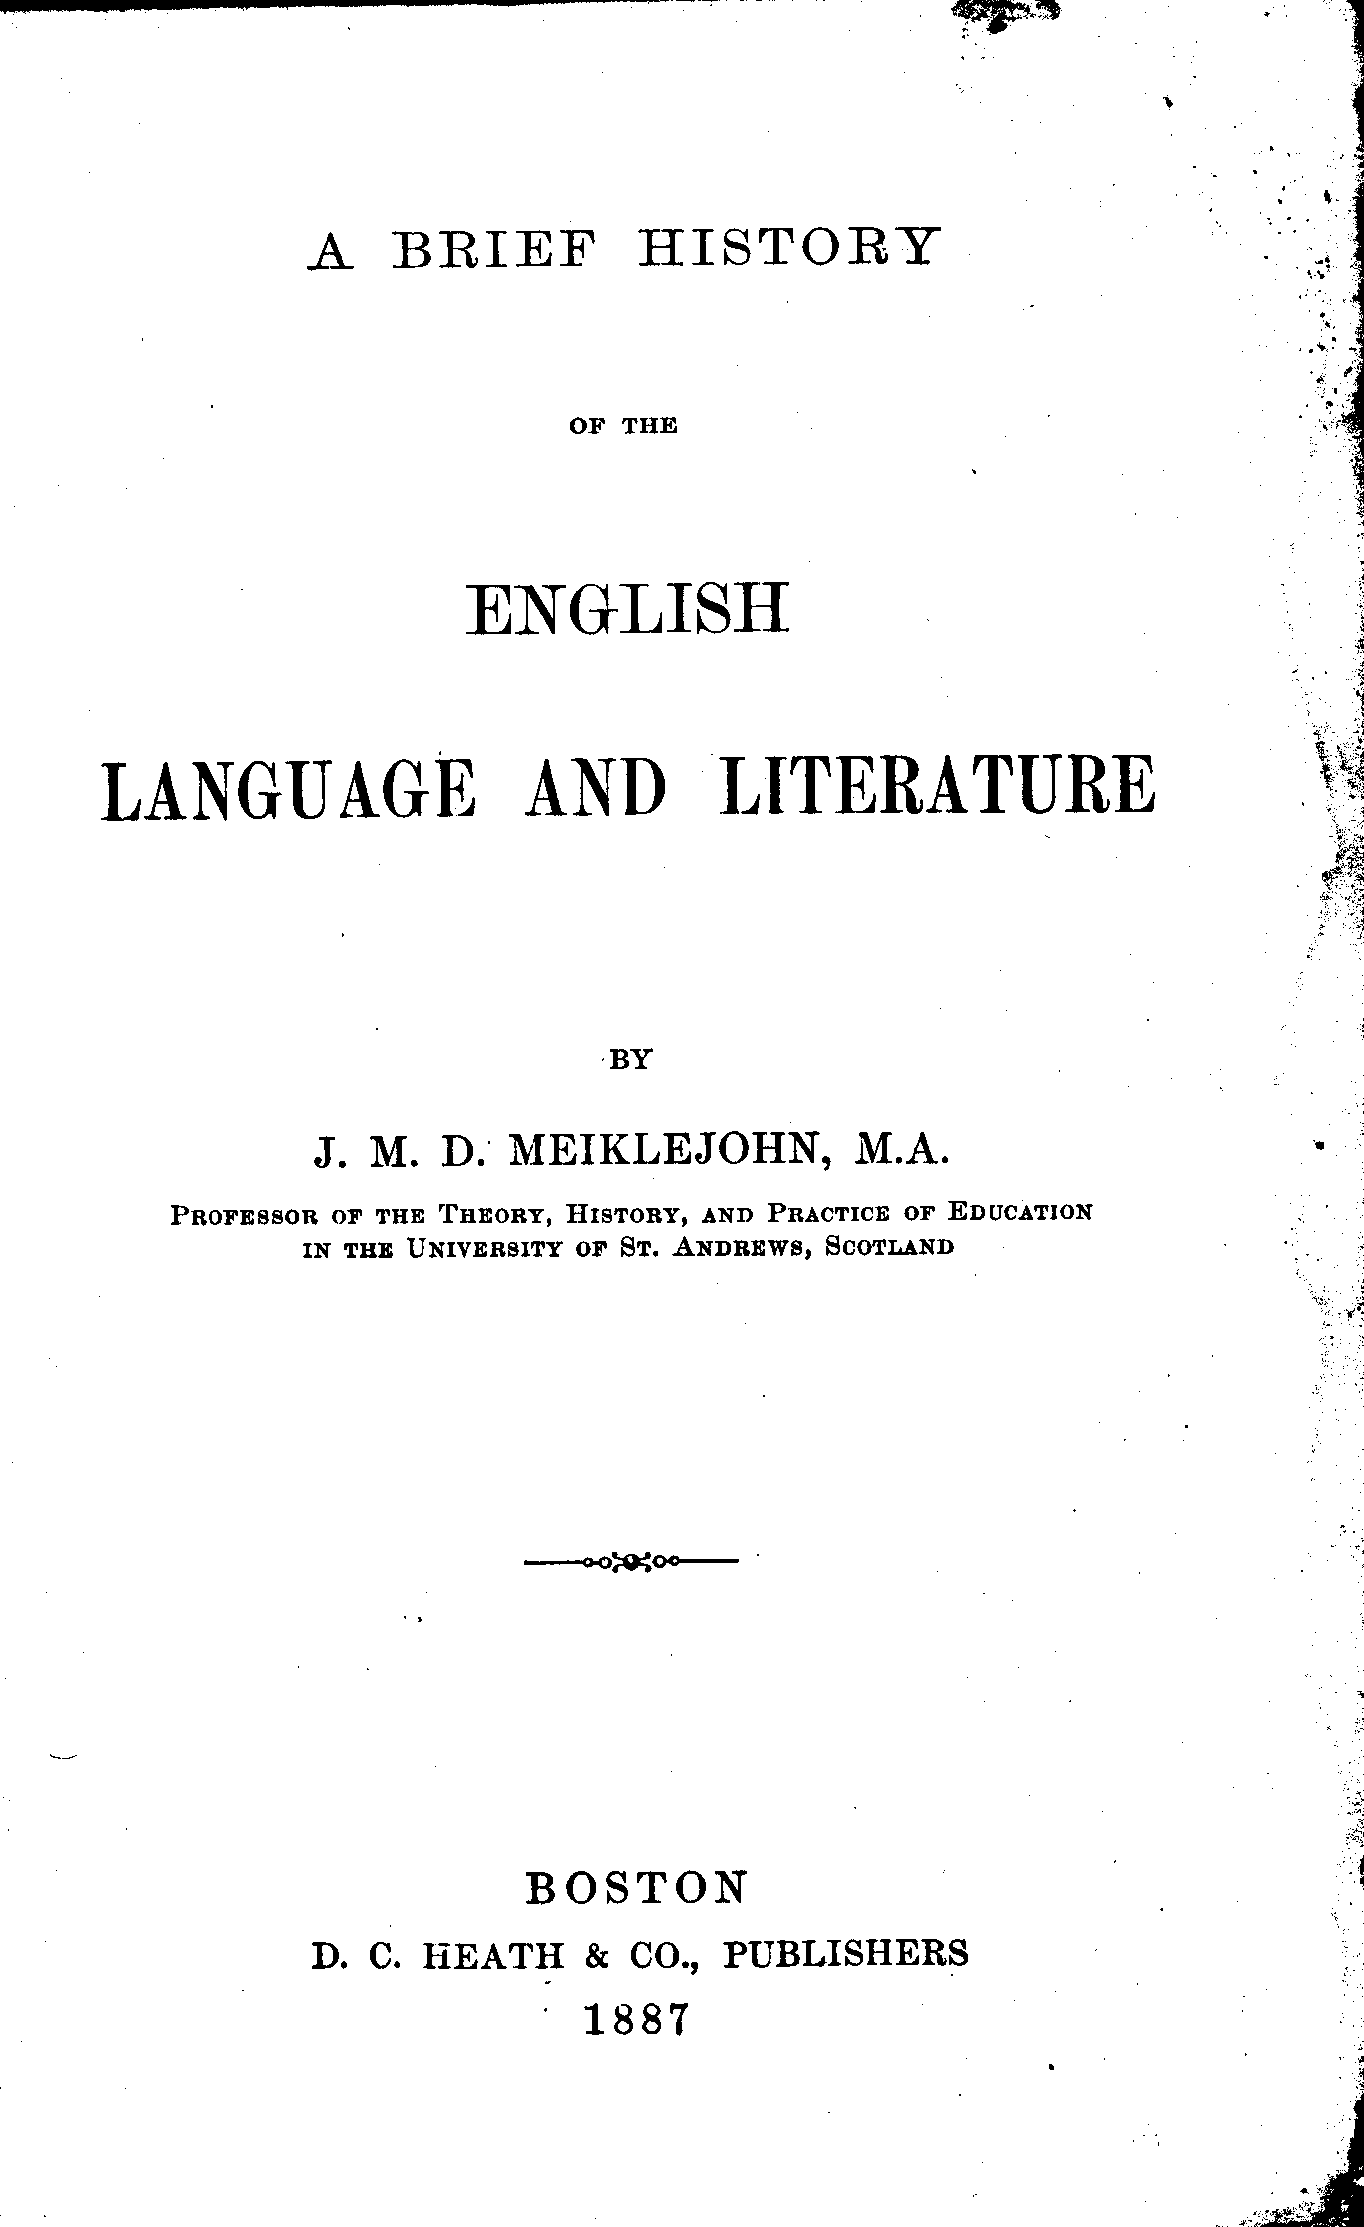 A BRIEF HISTORY
OF THE
ENGLISH
LANGUAGE AND LITERATURE
BY
J. M. D. MEIKLEJOHN, M.A.
PROFESSOR OF THE THEORY, HISTORY, AND PRACTICE OF EDUCATION
IN THE UNIVERSITY OF ST. ANDREWS, SCOTLAND
BOSTON
D. C. HEATH & CO., PUBLISHERS
1887